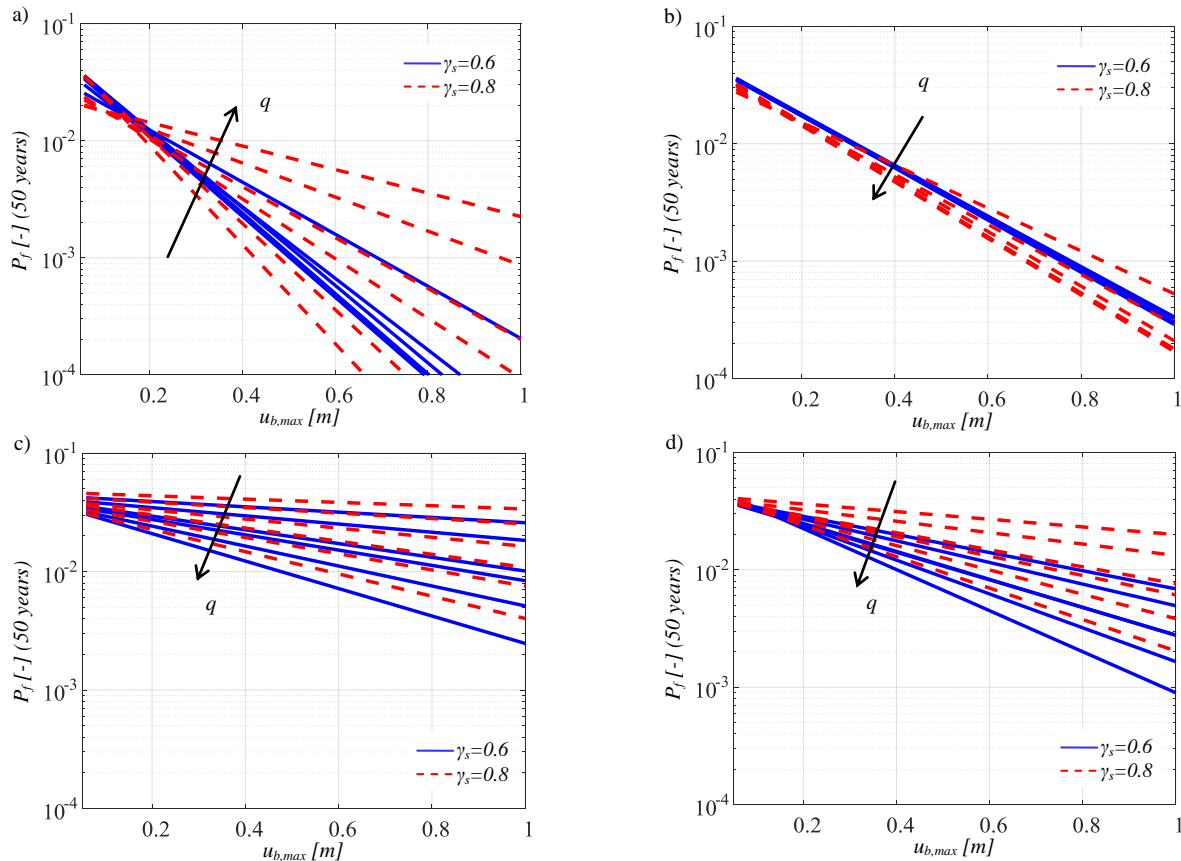 a)
10^-1
10^-2
10^-3
10^-4
P_f [-] (50 years)
γ_s=0.6
γ_s=0.8
q
0.2 0.4 0.6 0.8 1
u_b,max [m]
b)
10^-1
10^-2
10^-3
10^-4
P_f [-] (50 years)
γ_s=0.6
γ_s=0.8
q
0.2 0.4 0.6 0.8 1
u_b,max [m]
c)
10^-1
10^-2
10^-3
10^-4
P_f [-] (50 years)
q
γ_s=0.6
γ_s=0.8
0.2 0.4 0.6 0.8 1
u_b,max [m]
d)
10^-1
10^-2
10^-3
10^-4
P_f [-] (50 years)
q
γ_s=0.6
γ_s=0.8
0.2 0.4 0.6 0.8 1
u_b,max [m]